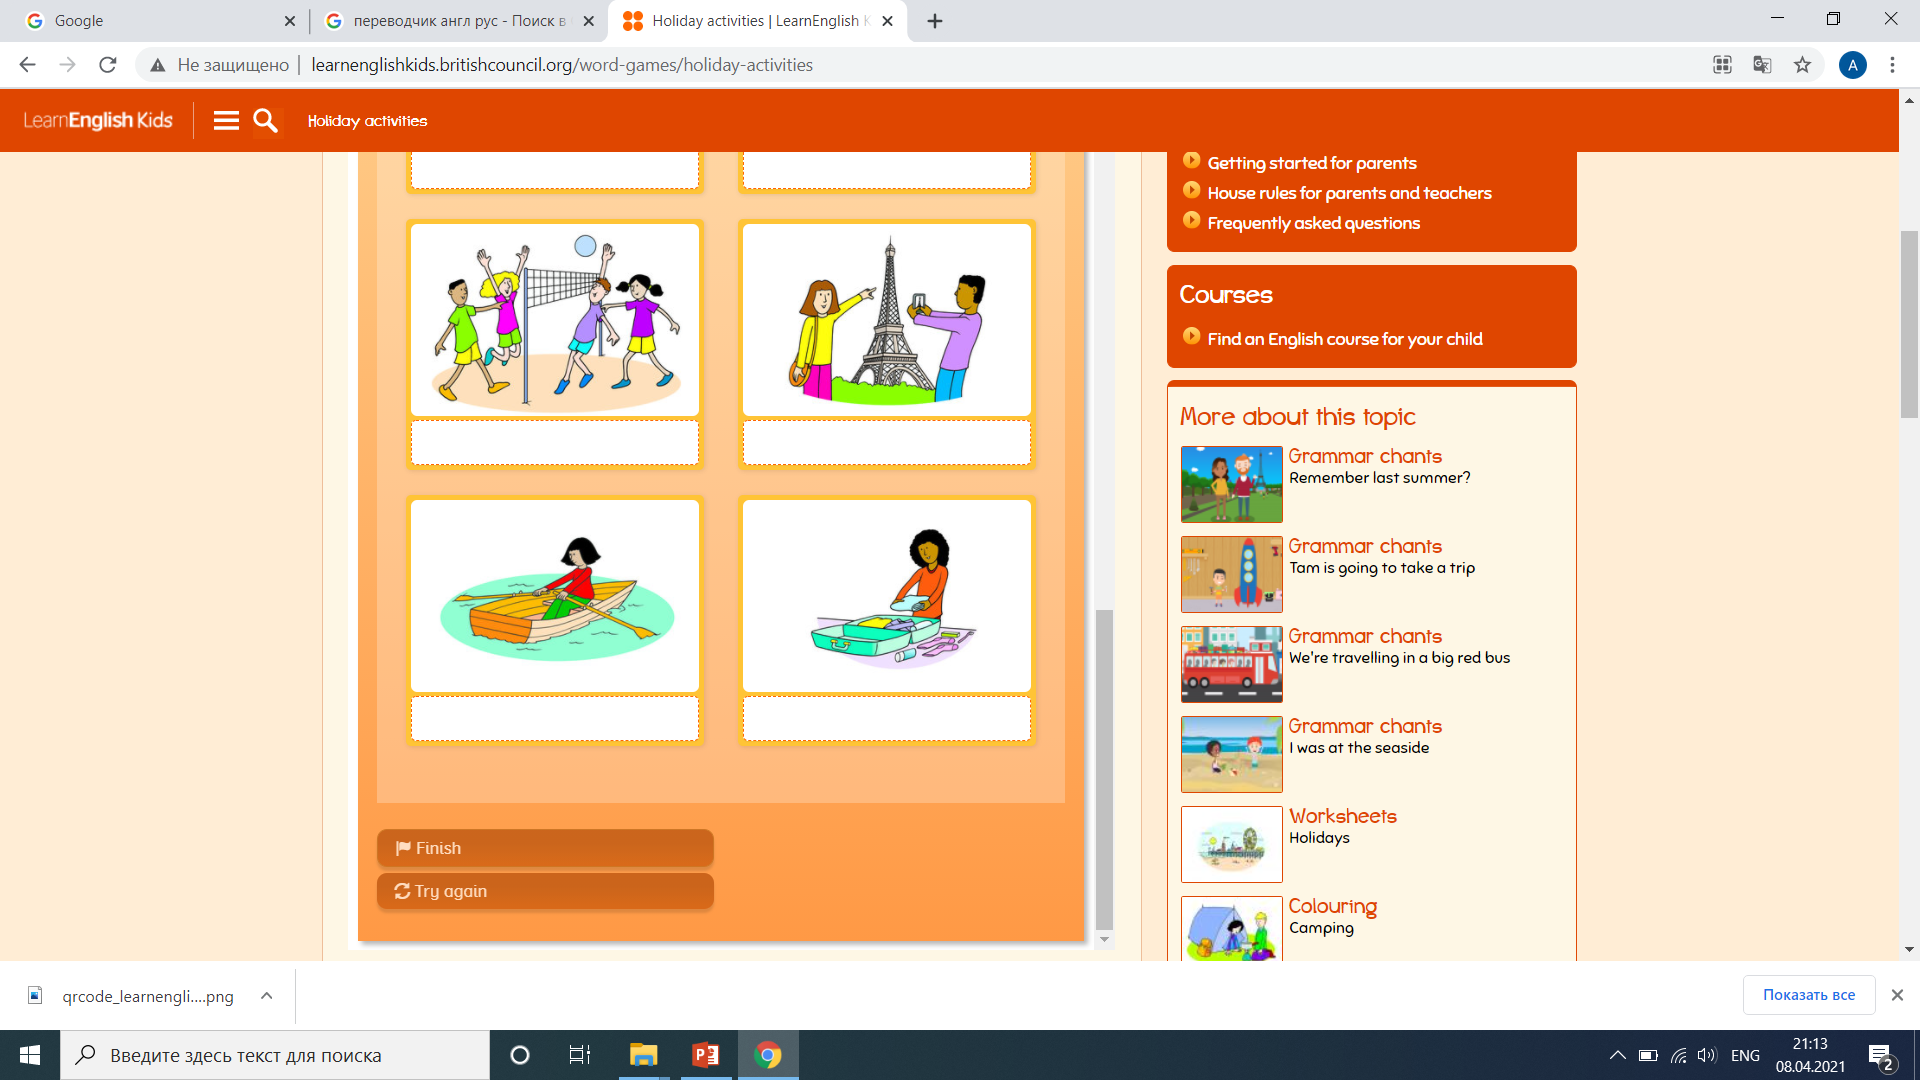 Google
переводчик англ рус - Поиск в
Holiday activities | LearnEnglish K
Не защищено
learnenglishkids.britishcouncil.org/word-games/holiday-activities
A
LearnEnglish Kids
Holiday activities
Getting started for parents
House rules for parents and teachers
Frequently asked questions
Courses
Find an English course for your child
More about this topic
Grammar chants
Remember last summer?
Grammar chants
Tam is going to take a trip
Grammar chants
We're travelling in a big red bus
Grammar chants
I was at the seaside
Worksheets
Holidays
Colouring
Camping
Finish
Try again
qrcode_learnengli....png
Показать все
Введите здесь текст для поиска
ENG
21:13
08.04.2021
2